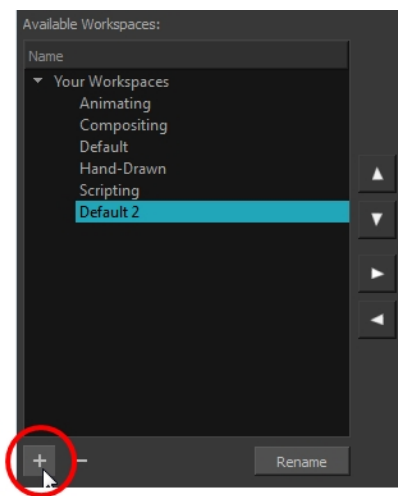 Available Workspaces:
Name
Your Workspaces
Animating
Compositing
Default
Hand-Drawn
Scripting
Default 2
Rename